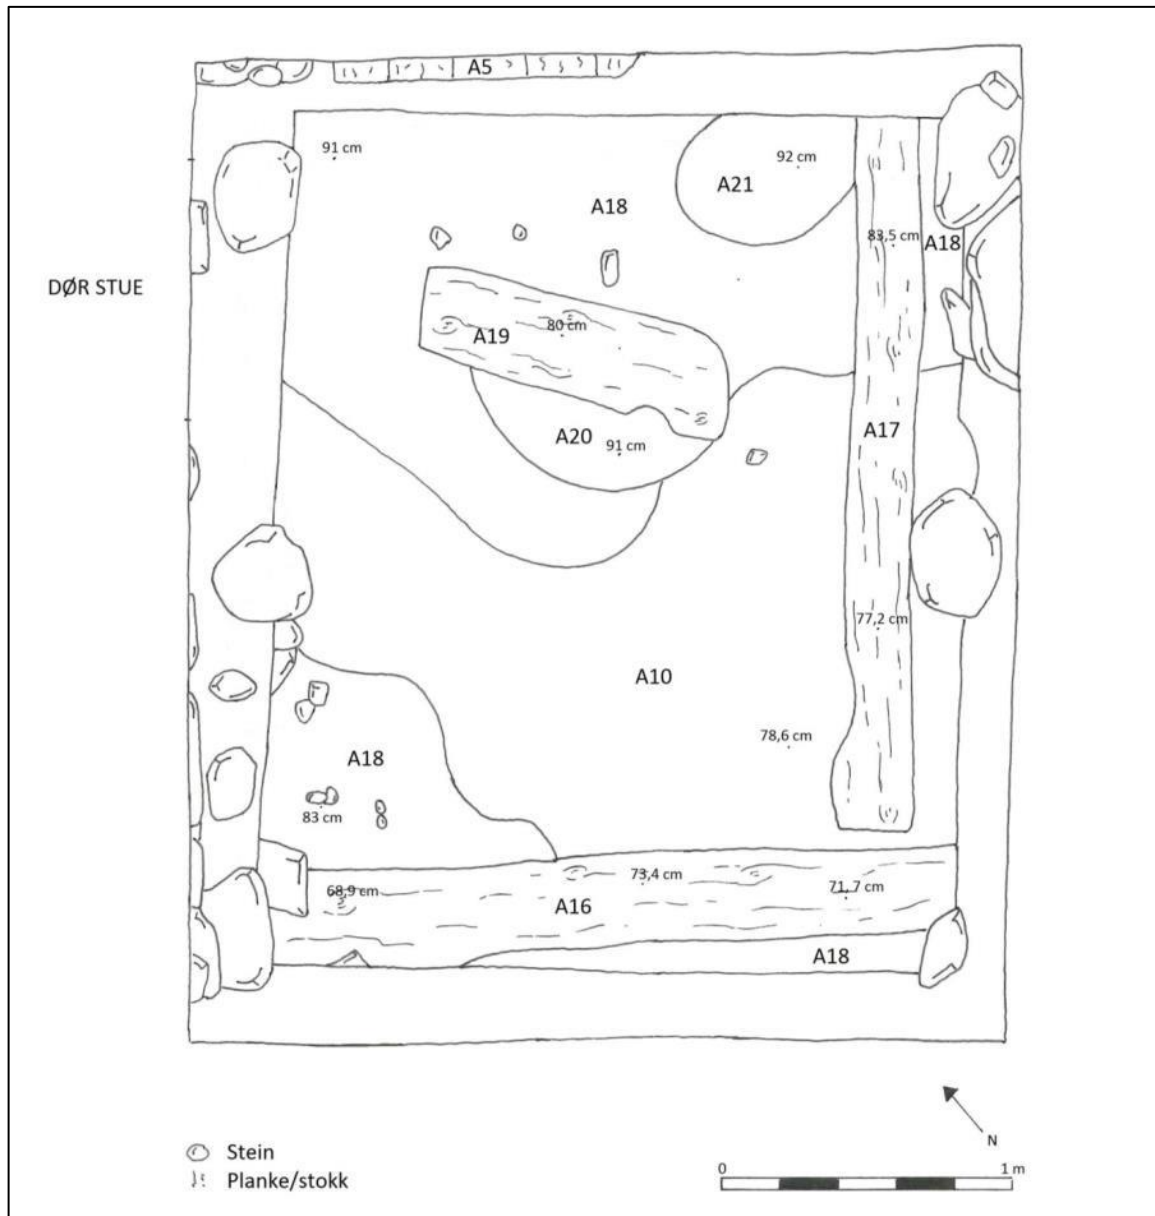 A5
91 cm
92 cm
A21
A18
83,5 cm
A18
DØR STUE
80 cm
A19
A17
A20
91 cm
77,2 cm
A10
78,6 cm
A18
83 cm
73,4 cm
68,9 cm
71,7 cm
A16
A18
N
Stein
Planke/stokk
0 1 m